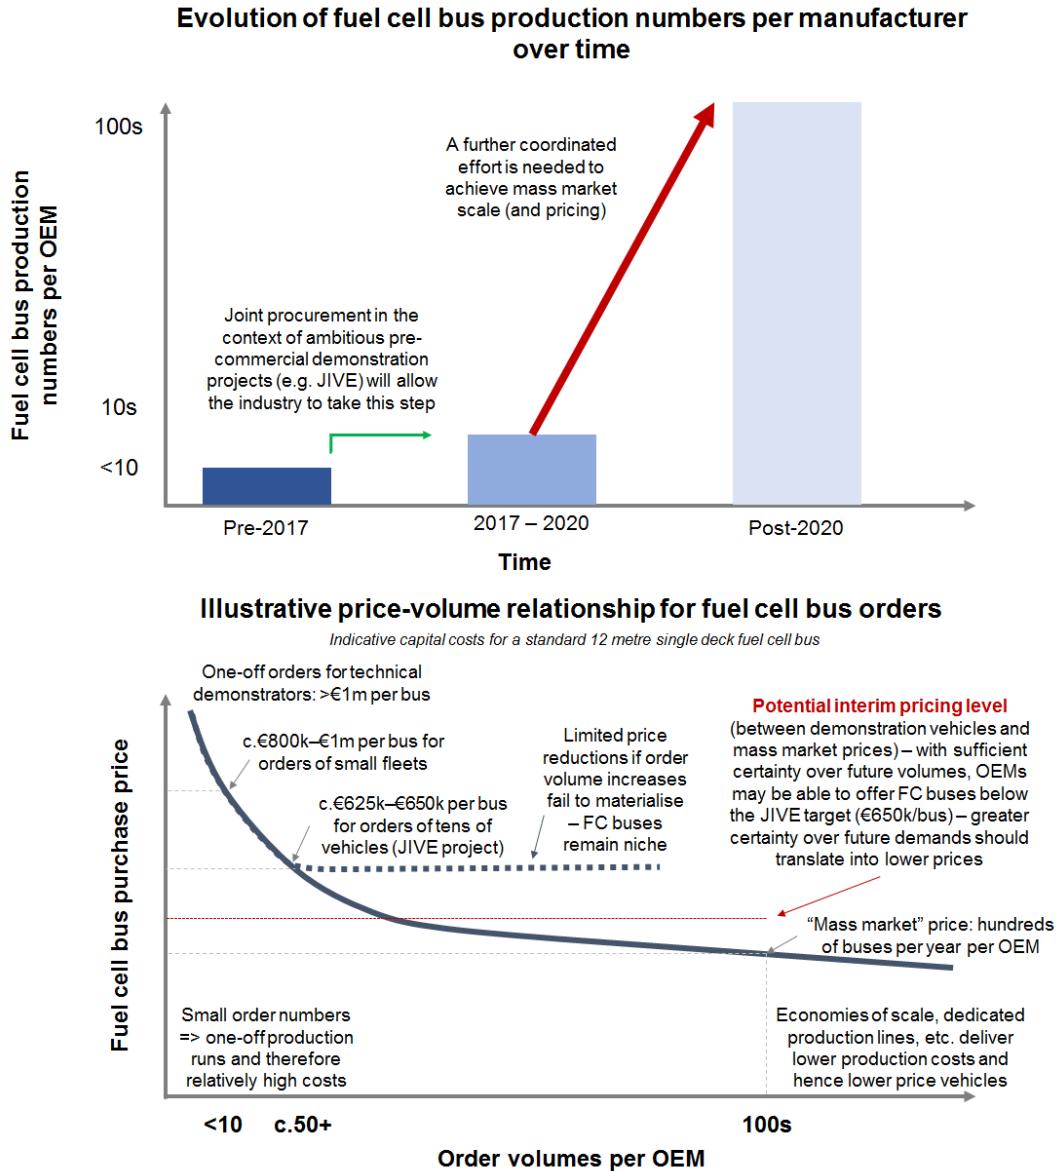 Evolution of fuel cell bus production numbers per manufacturer
over time
Fuel cell bus production
numbers per OEM
100s
10s
<10
A further coordinated
effort is needed to
achieve mass market
scale (and pricing)
Joint procurement in the
context of ambitious pre-
commercial demonstration
projects (e.g. JIVE) will allow
the industry to take this step
Pre-2017
2017 – 2020
Post-2020
Time
Illustrative price-volume relationship for fuel cell bus orders
Indicative capital costs for a standard 12 metre single deck fuel cell bus
Fuel cell bus purchase price
One-off orders for technical
demonstrators: >€1m per bus
c.€800k–€1m per bus for
orders of small fleets
c.€625k–€650k per bus
for orders of tens of
vehicles (JIVE project)
Limited price
reductions if order
volume increases
fail to materialise
– FC buses
remain niche
Potential interim pricing level
(between demonstration vehicles and
mass market prices) – with sufficient
certainty over future volumes, OEMs
may be able to offer FC buses below
the JIVE target (€650k/bus) – greater
certainty over future demands should
translate into lower prices
“Mass market” price: hundreds
of buses per year per OEM
Small order numbers
=> one-off production
runs and therefore
relatively high costs
Economies of scale, dedicated
production lines, etc. deliver
lower production costs and
hence lower price vehicles
<10
c.50+
100s
Order volumes per OEM